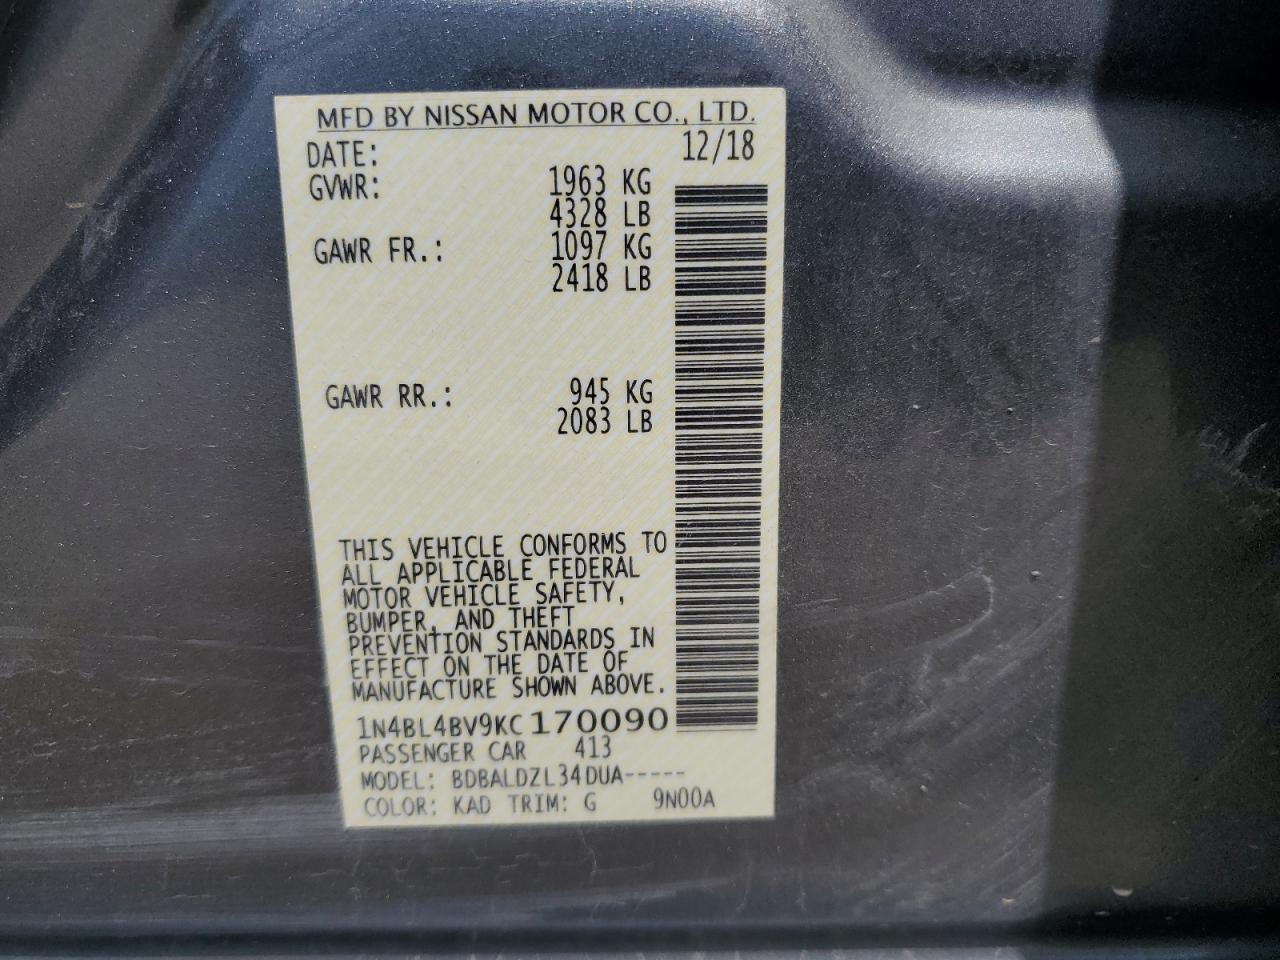 MFD BY NISSAN MOTOR CO., LTD.
DATE: 12/18
GVWR: 1963 KG
4328 LB
GAWR FR.: 1097 KG
2418 LB
GAWR RR.: 945 KG
2083 LB
THIS VEHICLE CONFORMS TO
ALL APPLICABLE FEDERAL
MOTOR VEHICLE SAFETY,
BUMPER, AND THEFT
PREVENTION STANDARDS IN
EFFECT ON THE DATE OF
MANUFACTURE SHOWN ABOVE.
1N4BL4BV9KC170090
PASSENGER CAR 413
MODEL: BDBALDZL34DUA-----
COLOR: KAD TRIM: G 9N00A